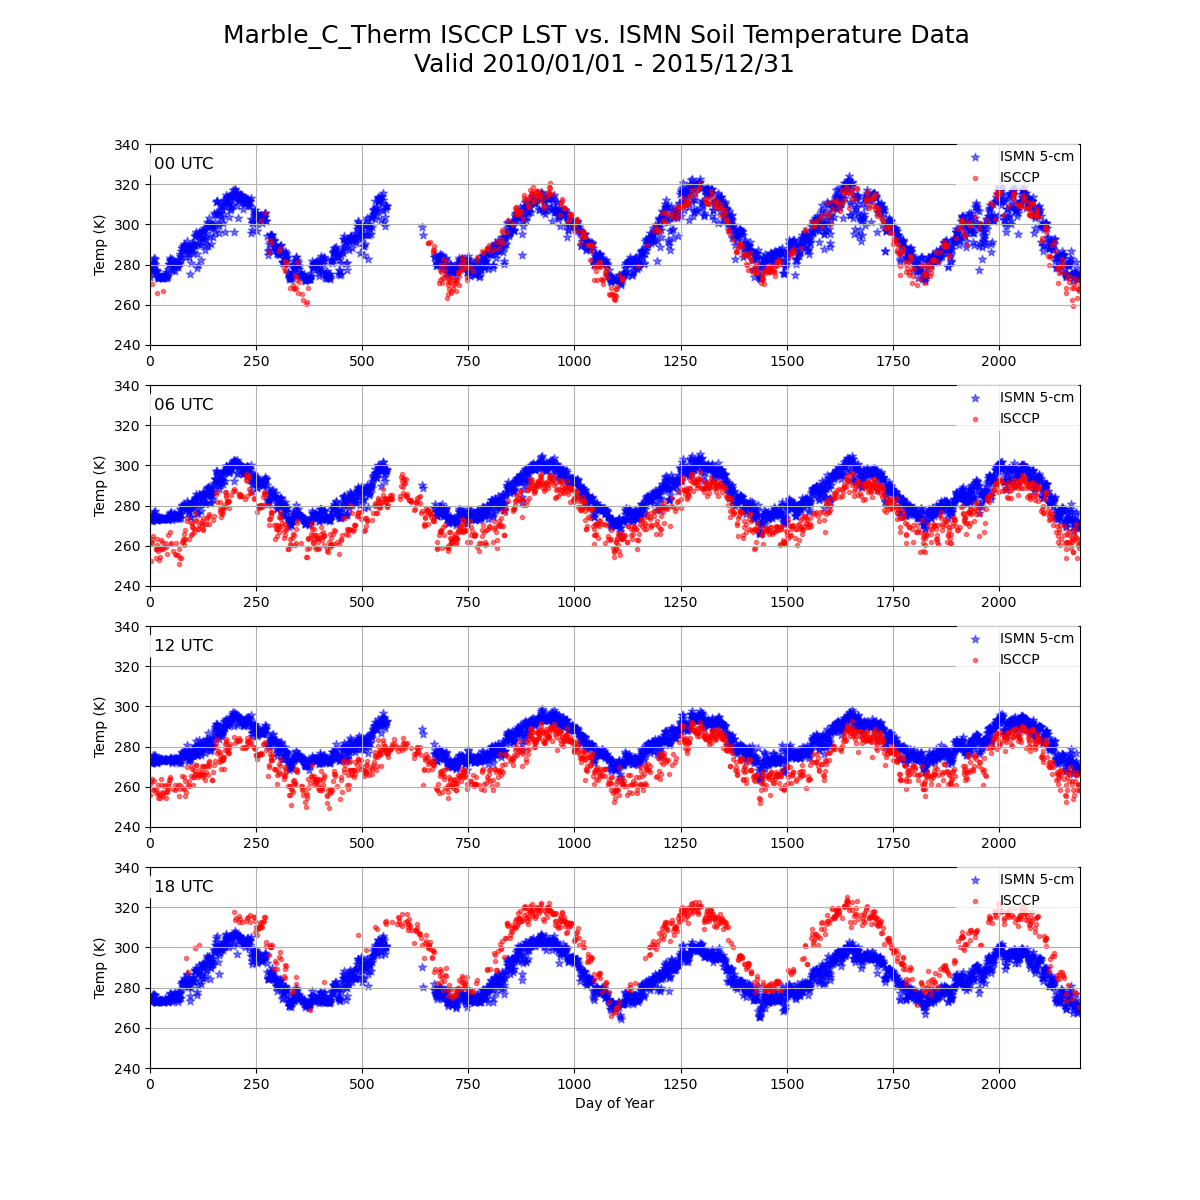 Marble_C_Therm ISCCP LST vs. ISMN Soil Temperature Data
Valid 2010/01/01 - 2015/12/31
340
320
300
280
260
240
Temp (K)
00 UTC
ISMN 5-cm
ISCCP
0 250 500 750 1000 1250 1500 1750 2000
340
320
300
280
260
240
Temp (K)
06 UTC
ISMN 5-cm
ISCCP
0 250 500 750 1000 1250 1500 1750 2000
340
320
300
280
260
240
Temp (K)
12 UTC
ISMN 5-cm
ISCCP
0 250 500 750 1000 1250 1500 1750 2000
340
320
300
280
260
240
Temp (K)
18 UTC
ISMN 5-cm
ISCCP
0 250 500 750 1000 1250 1500 1750 2000
Day of Year